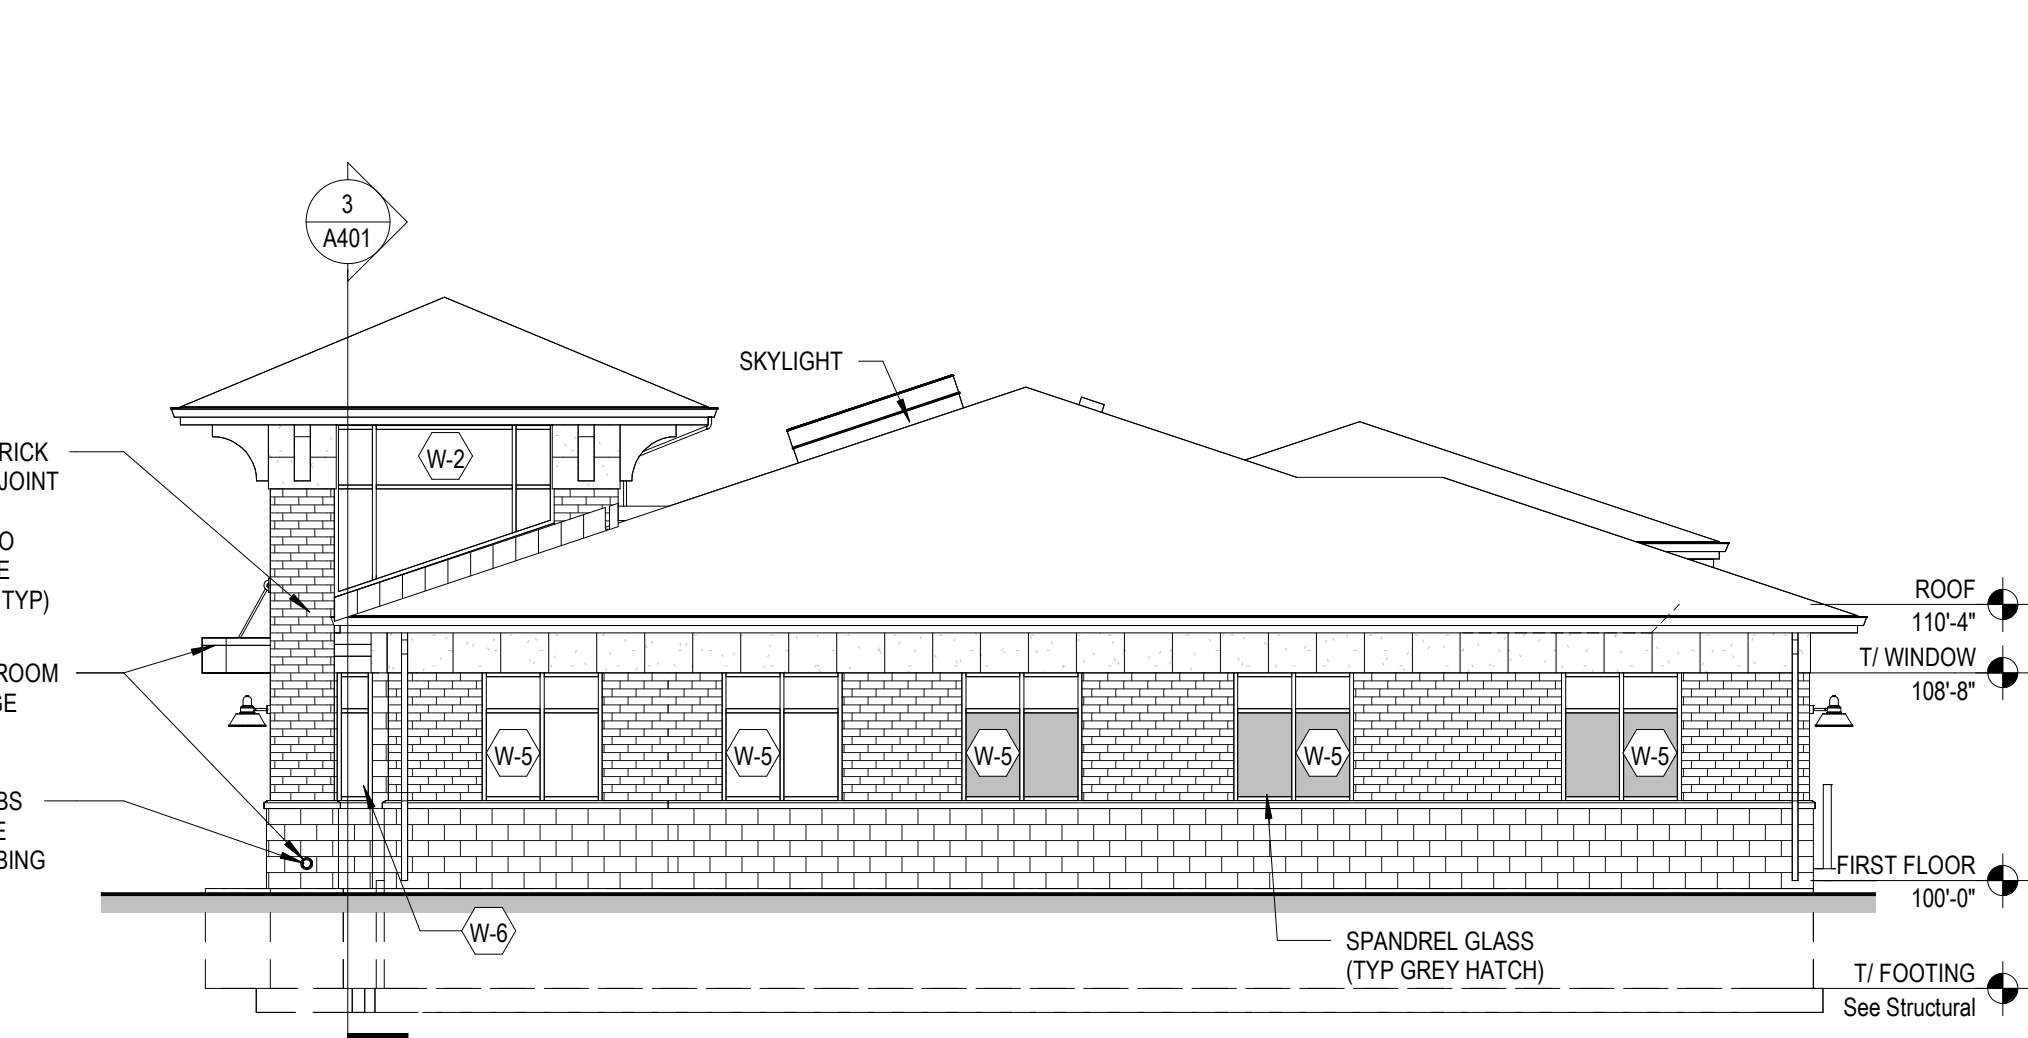 3
A401
SKYLIGHT
W-2
RICK
JOINT
O
E
TYP)
ROOM
GE
BS
E
BING
W-5
W-5
W-5
W-5
W-5
W-6
SPANDREL GLASS
(TYP GREY HATCH)
ROOF
110'-4"
T/ WINDOW
108'-8"
FIRST FLOOR
100'-0"
T/ FOOTING
See Structural